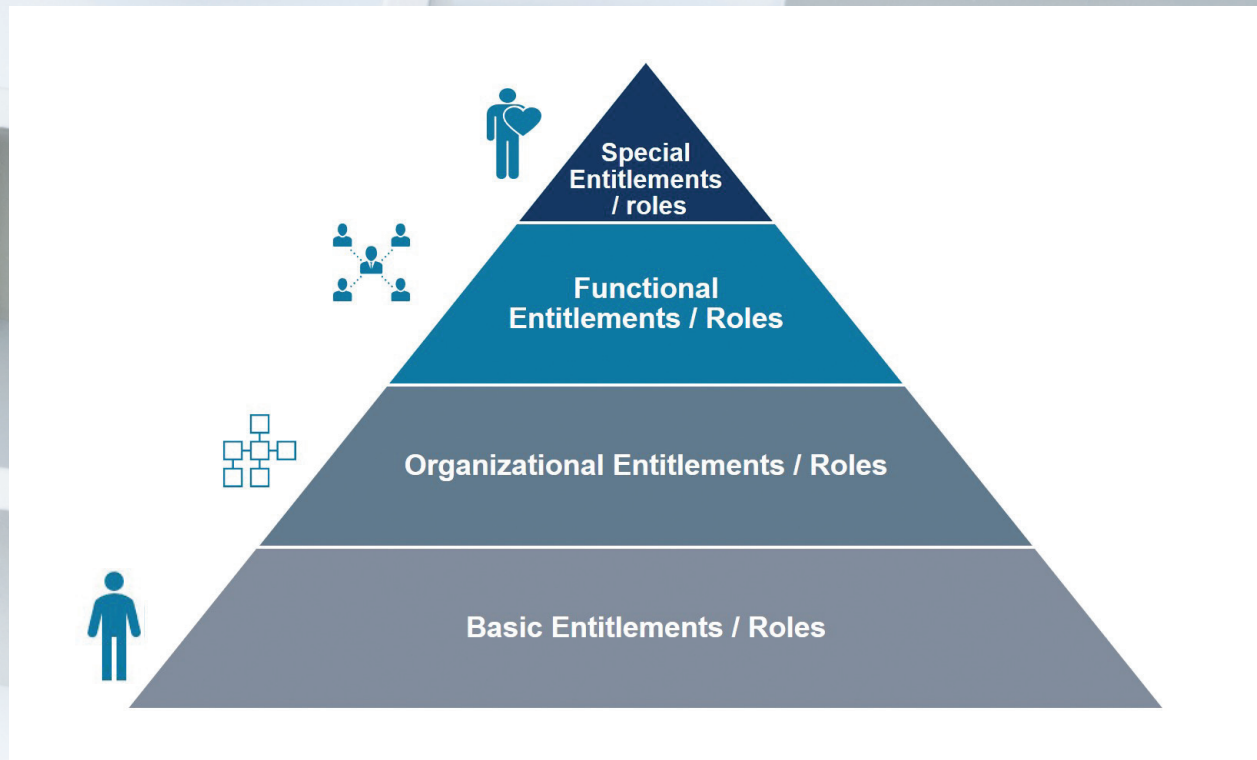 Special
Entitlements
/ roles
Functional
Entitlements / Roles
Organizational Entitlements / Roles
Basic Entitlements / Roles